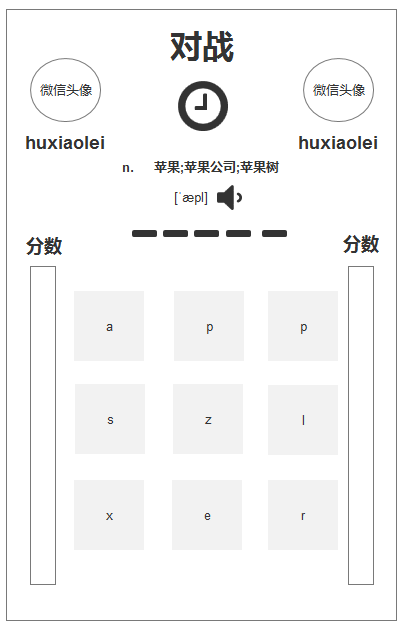 对战
微信头像 微信头像
huxiaolei huxiaolei
n. 苹果;苹果公司;苹果树
[ˈæpl]
分数 分数
a p p
s z l
x e r